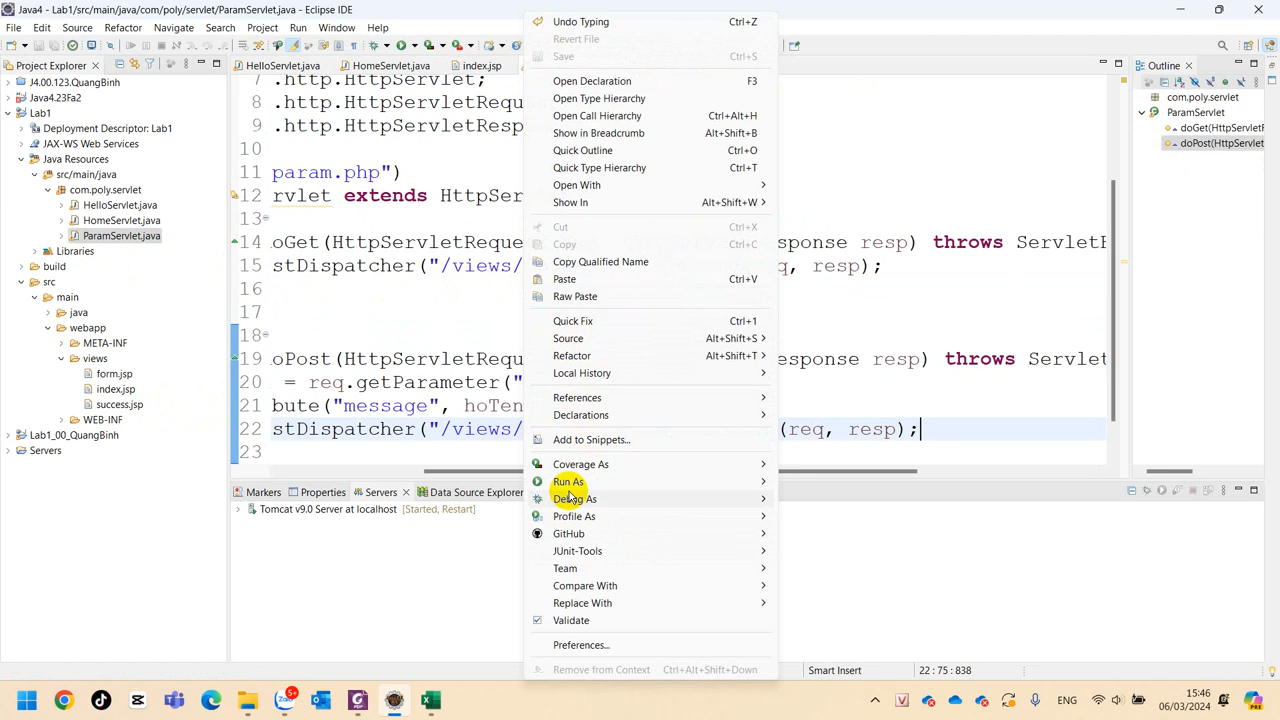 Java4 - Lab1/src/main/java/com/poly/servlet/ParamServlet.java - Eclipse IDE
File Edit Source Refactor Navigate Search Project Run Window Help
Project Explorer
J4.00.123.QuangBinh
Java4.23Fa2
Lab1
Deployment Descriptor: Lab1
JAX-WS Web Services
Java Resources
src/main/java
com.poly.servlet
HelloServlet.java
HomeServlet.java
ParamServlet.java
Libraries
build
src
main
java
webapp
META-INF
views
form.jsp
index.jsp
success.jsp
WEB-INF
Lab1_00_QuangBinh
Servers
HelloServlet.java HomeServlet.java index.jsp
7 .http.HttpServlet;
8 .http.HttpServletReque
9 .http.HttpServletResp
10
11 param.php")
12 rvlet extends HttpSer
13
14 oGet(HttpServletReque sponse resp) throws ServletE
15 stDispatcher("/views/ q, resp);
16
17
18
19 oPost(HttpServletRequ esponse resp) throws Servlet
20 = req.getParameter("
21 bute("message", hoTen
22 stDispatcher("/views/ (req, resp);
23
Undo Typing Ctrl+Z
Revert File
Save Ctrl+S
Open Declaration F3
Open Type Hierarchy
Open Call Hierarchy Ctrl+Alt+H
Show in Breadcrumb Alt+Shift+B
Quick Outline Ctrl+O
Quick Type Hierarchy Ctrl+T
Open With
Show In Alt+Shift+W
Cut Ctrl+X
Copy Ctrl+C
Copy Qualified Name
Paste Ctrl+V
Raw Paste
Quick Fix Ctrl+1
Source Alt+Shift+S
Refactor Alt+Shift+T
Local History
References
Declarations
Add to Snippets...
Coverage As
Run As
Debug As
Profile As
GitHub
JUnit-Tools
Team
Compare With
Replace With
Validate
Preferences...
Remove from Context Ctrl+Alt+Shift+Down
Outline
com.poly.servlet
ParamServlet
doGet(HttpServletF
doPost(HttpServlet
Markers Properties Servers Data Source Explorer
Tomcat v9.0 Server at localhost [Started, Restart]
Smart Insert 22 : 75 : 838
5+
ENG
15:46
06/03/2024
PRE